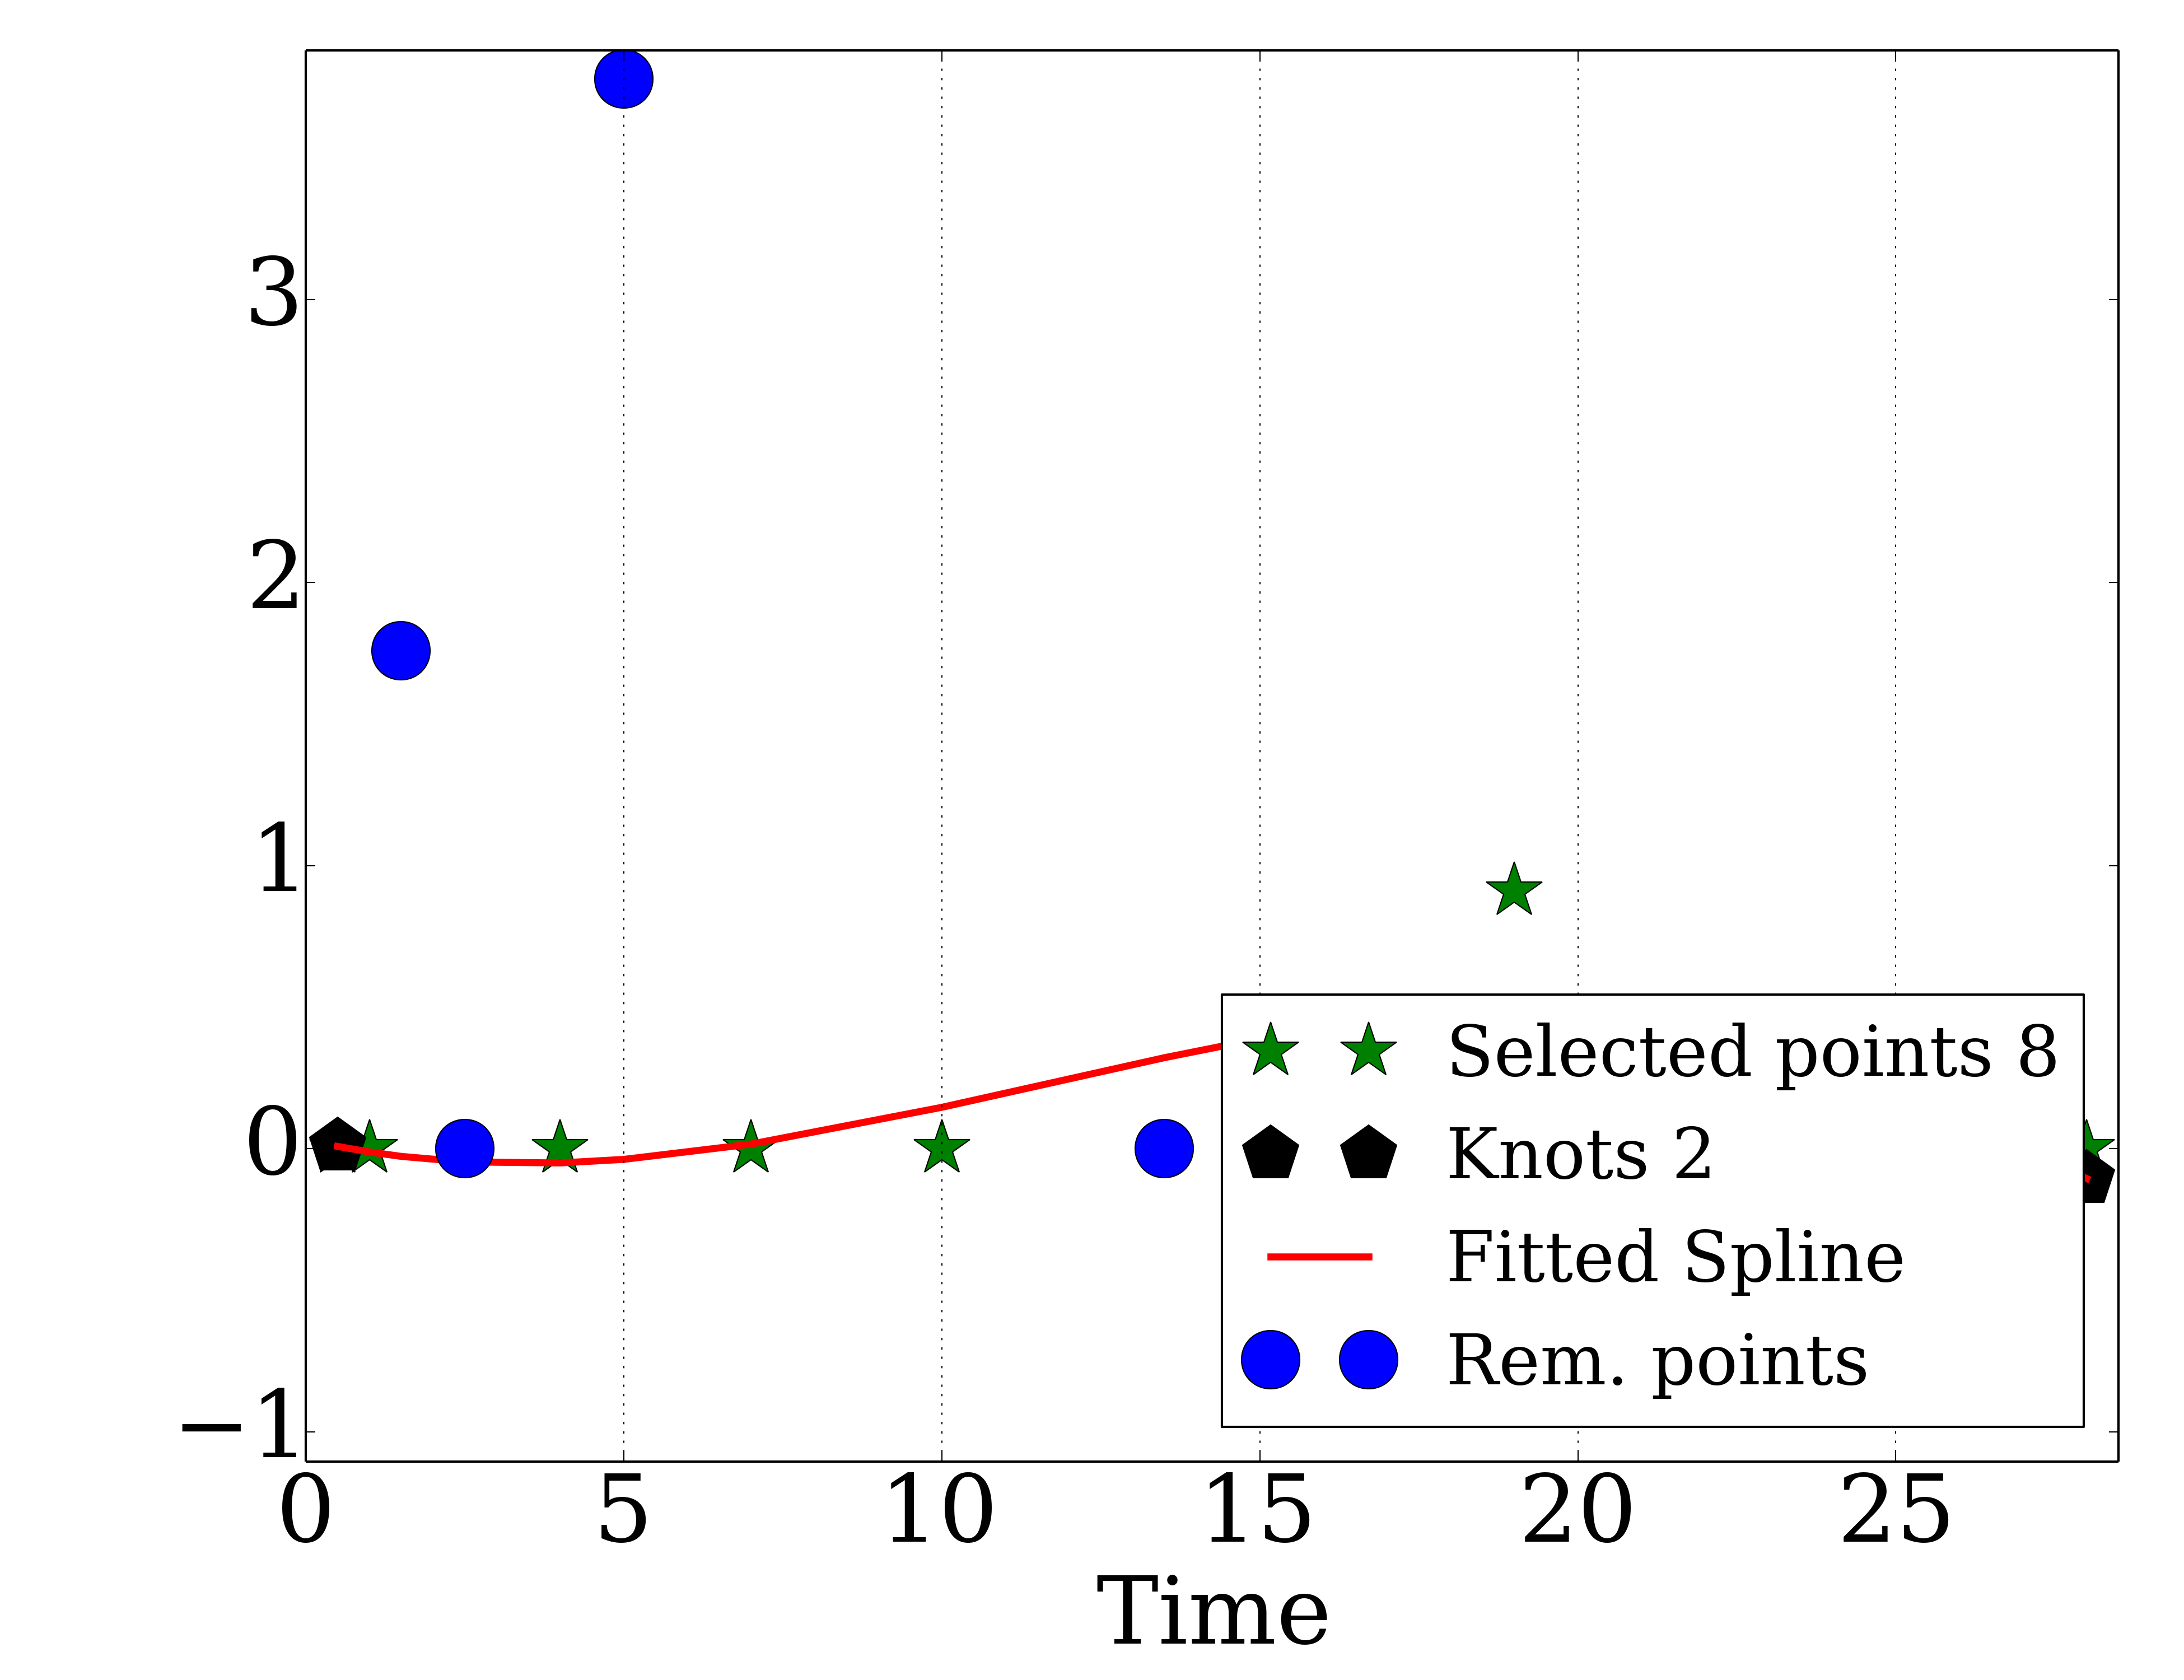 3
2
1
0
−1
Selected points 8
Knots 2
Fitted Spline
Rem. points
0 5 10 15 20 25
Time